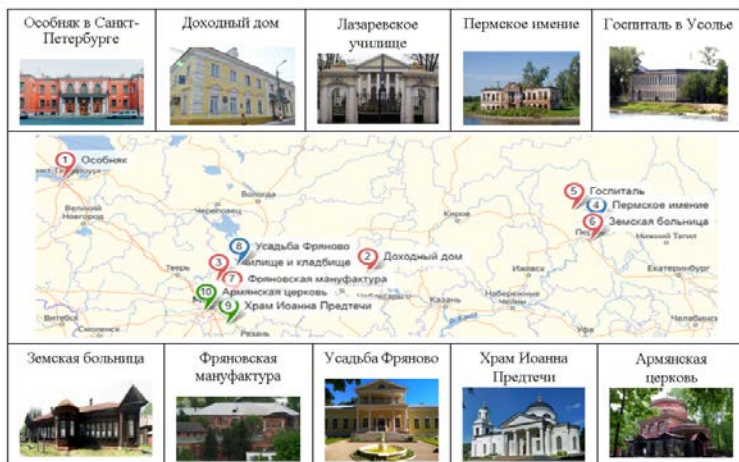 Особняк в Санкт-
Петербурге
Доходный дом
Лазаревское
училище
Пермское имение
Госпиталь в Усолье
1 Особняк
Великий
Новгород
Вологда
Череповец
Тверь
8 Усадьба Фряново
3 илище и кладбище
7 Фряновская мануфактура
10 Армянская церковь
9 Храм Иоанна Предтечи
2 Доходный дом
Киров
5 Госпиталь
4 Пермское имение
6 Земская больница
Нижний Тагил
Екатеринбург
Ижевск
Казань
Набережные
Челны
Уфа
Челябинск
Витебск
Смоленск
Рязань
Земская больница
Фряновская
мануфактура
Усадьба Фряново
Храм Иоанна
Предтечи
Армянская
церковь